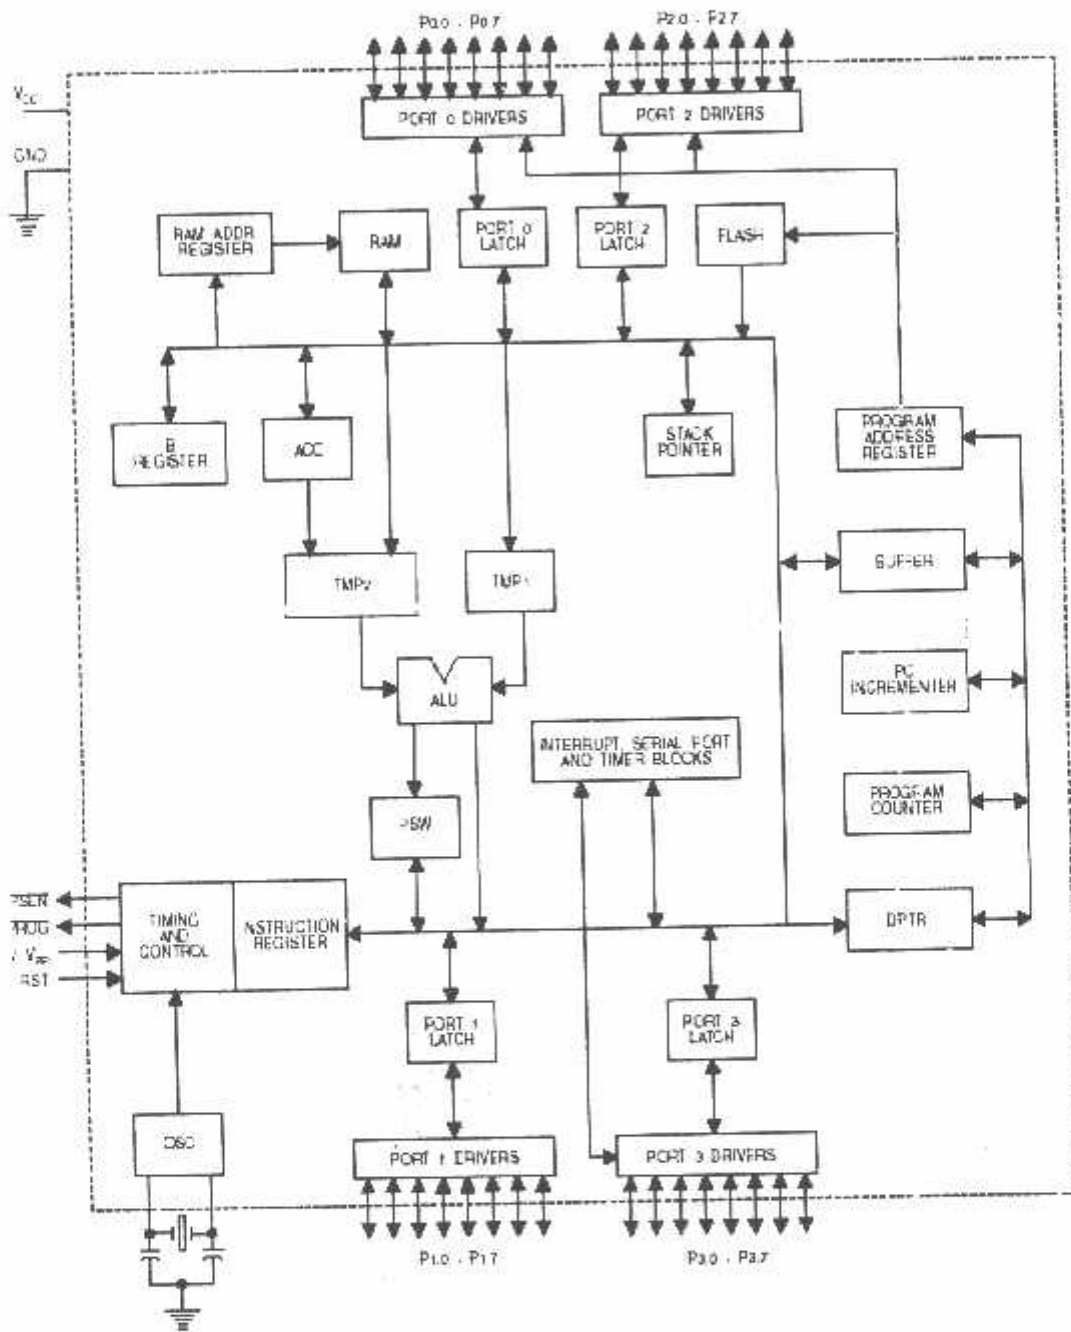 P0.0 - P0.7
P2.0 - P2.7
VCC
PORT 0 DRIVERS
PORT 2 DRIVERS
GND
RAM ADDR.
REGISTER
RAM
PORT 0
LATCH
PORT 2
LATCH
FLASH
B
REGISTER
ACC
STACK
POINTER
PROGRAM
ADDRESS
REGISTER
TMP2
TMP1
BUFFER
ALU
PC
INCREMENTER
INTERRUPT, SERIAL PORT
AND TIMER BLOCKS
PSW
PROGRAM
COUNTER
PSEN
PROG
/ VPP
RST
TIMING
AND
CONTROL
INSTRUCTION
REGISTER
DPTR
PORT 1
LATCH
PORT 3
LATCH
OSC
PORT 1 DRIVERS
PORT 3 DRIVERS
P1.0 - P1.7
P3.0 - P3.7